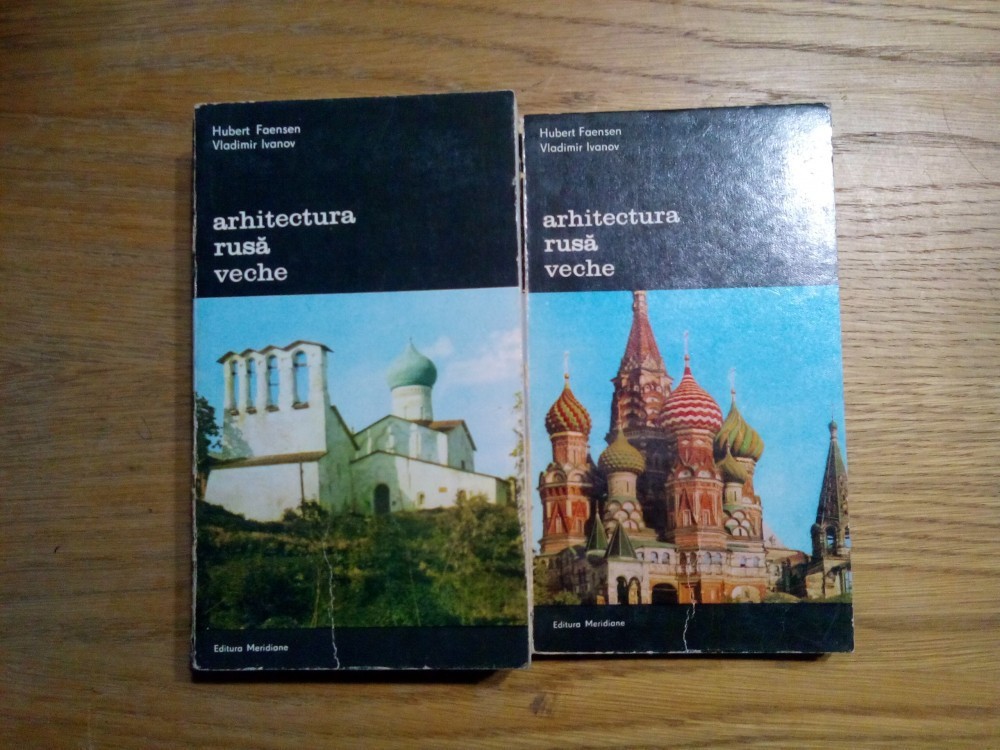 Hubert Faensen
Vladimir Ivanov
arhitectura
rusă
veche
Editura Meridiane
Hubert Faensen
Vladimir Ivanov
arhitectura
rusă
veche
Editura Meridiane